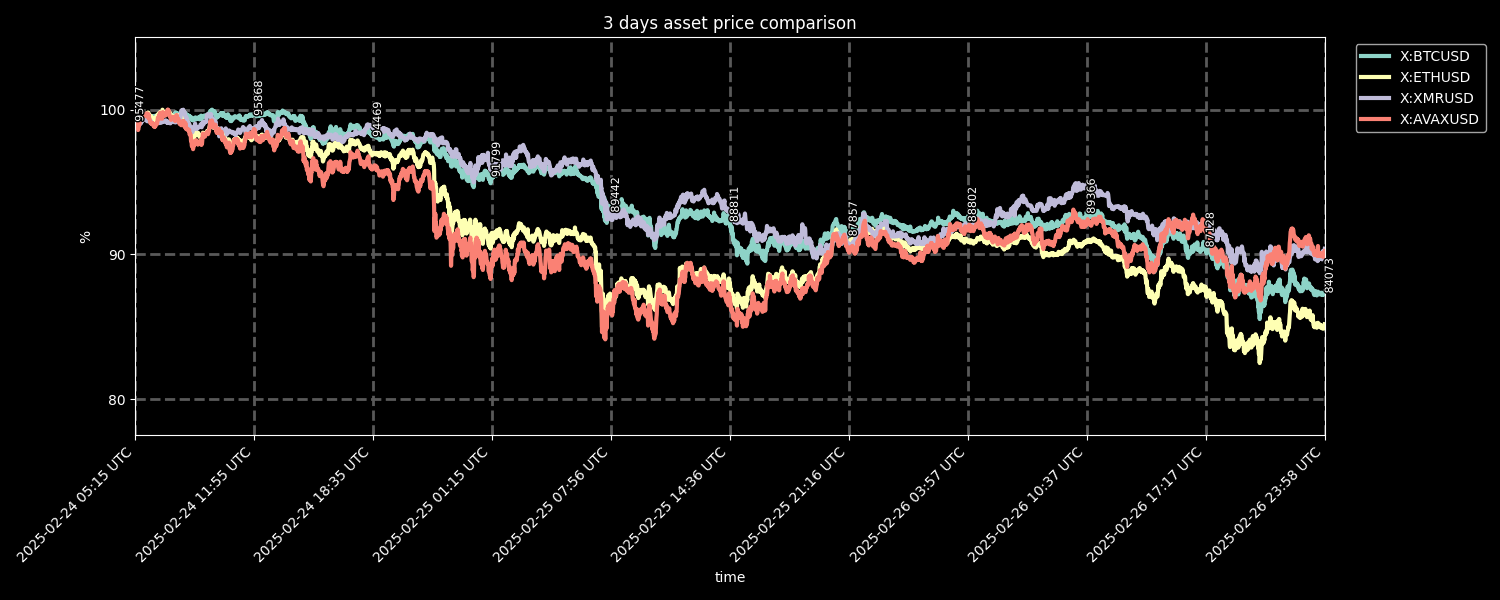 3 days asset price comparison
X:BTCUSD
X:ETHUSD
X:XMRUSD
X:AVAXUSD
100
90
80
%
95477
95868
94469
91799
89442
88811
87857
88802
89366
87128
84073
2025-02-24 05:15 UTC
2025-02-24 11:55 UTC
2025-02-24 18:35 UTC
2025-02-25 01:15 UTC
2025-02-25 07:56 UTC
2025-02-25 14:36 UTC
2025-02-25 21:16 UTC
2025-02-26 03:57 UTC
2025-02-26 10:37 UTC
2025-02-26 17:17 UTC
2025-02-26 23:58 UTC
time